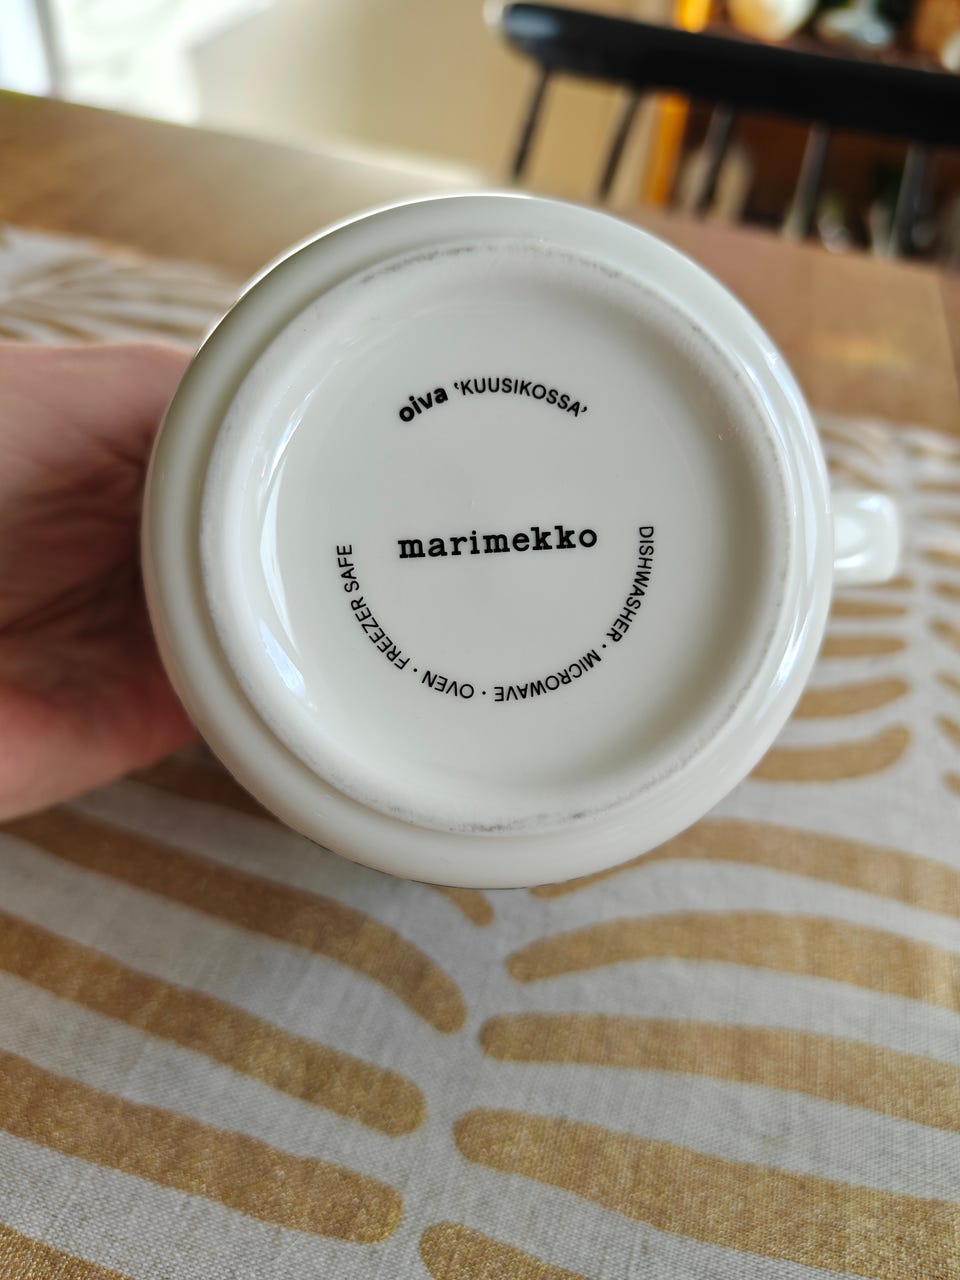 oiva ‘KUUSIKOSSA’
marimekko
DISHWASHER · MICROWAVE · OVEN · FREEZER SAFE